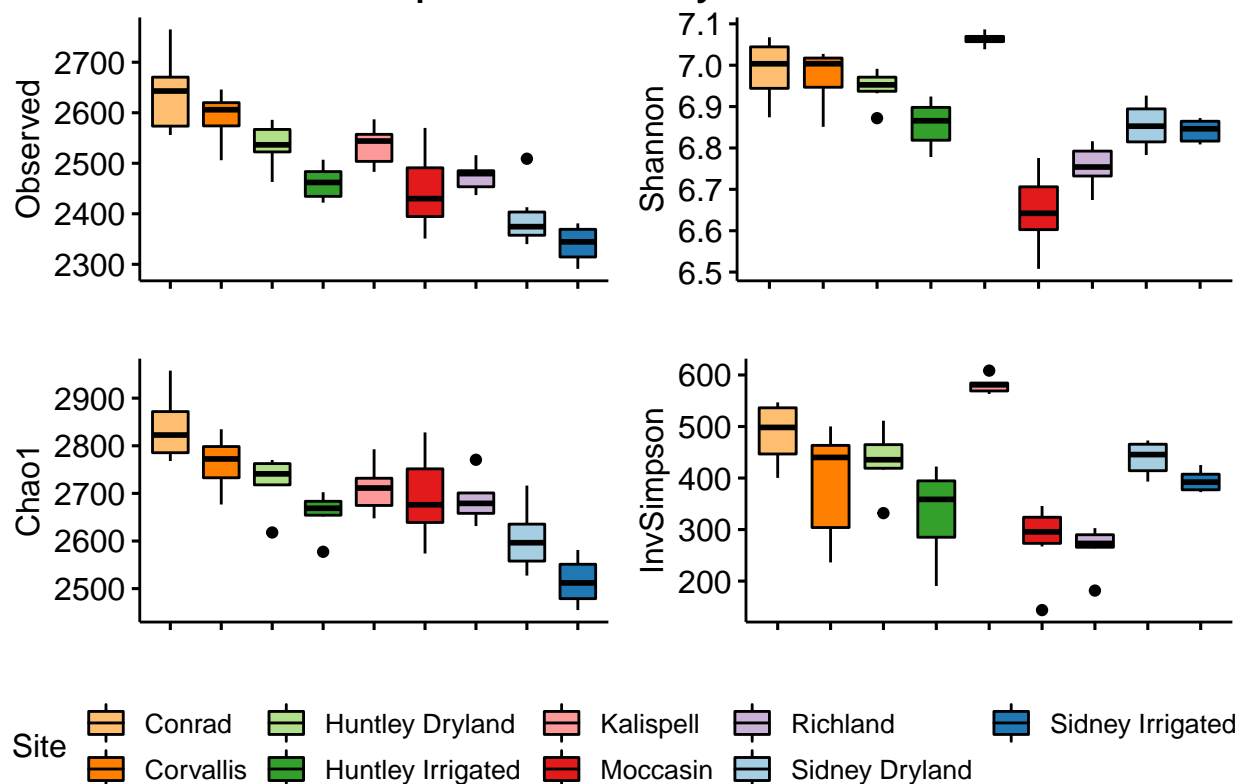 Observed
2700
2600
2500
2400
2300
Shannon
7.1
7.0
6.9
6.8
6.7
6.6
6.5
Chao1
2900
2800
2700
2600
2500
InvSimpson
600
500
400
300
200
Site
Conrad
Huntley Dryland
Kalispell
Richland
Sidney Irrigated
Corvallis
Huntley Irrigated
Moccasin
Sidney Dryland